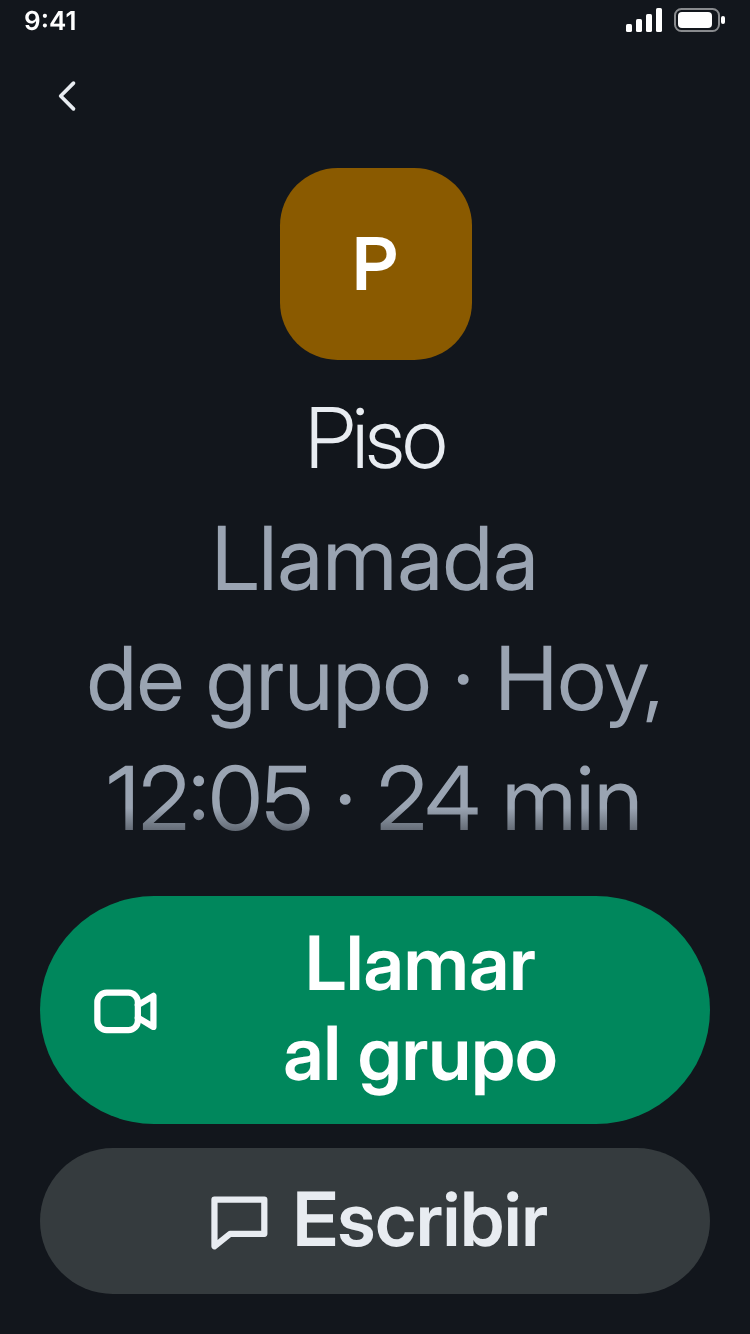 9:41
P
Piso
Llamada
de grupo · Hoy,
12:05 · 24 min
Llamar
al grupo
Escribir